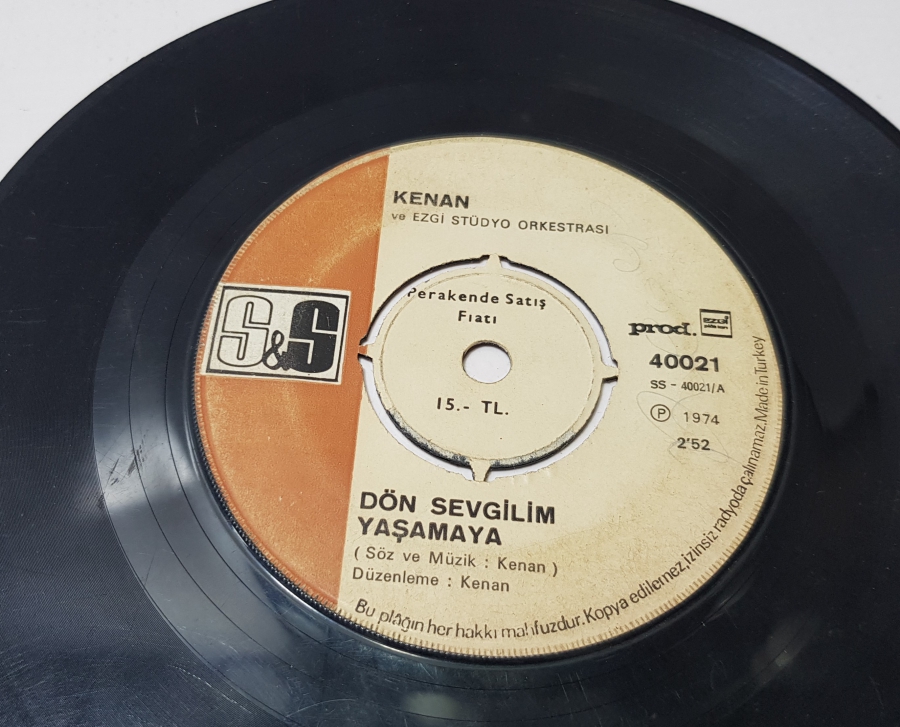 KENAN
ve EZGİ STÜDYO ORKESTRASI
S&S
Perakende Satış
Fiatı
15.- TL.
prod. ezgi
40021
SS - 40021/A
℗ 1974
2'52
DÖN SEVGİLİM
YAŞAMAYA
( Söz ve Müzik : Kenan )
Düzenleme : Kenan
Bu plâğın her hakkı mahfuzdur. Kopya edilemez, izinsiz radyoda çalınamaz. Made in Turkey